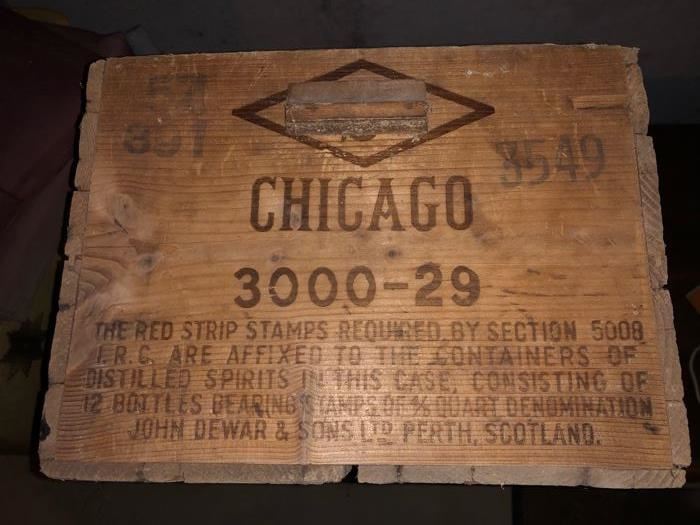 3549
CHICAGO
3000-29
THE RED STRIP STAMPS REQUIRED BY SECTION 5008
I.R.C. ARE AFFIXED TO THE CONTAINERS OF
DISTILLED SPIRITS IN THIS CASE, CONSISTING OF
12 BOTTLES BEARING STAMPS OF ⅘ QUART DENOMINATION
JOHN DEWAR & SONS LTD PERTH, SCOTLAND.